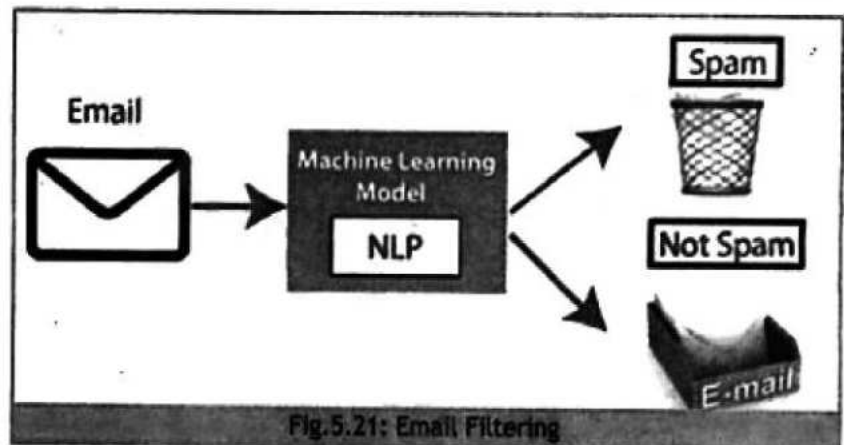 Email
Machine Learning
Model
NLP
Spam
Not Spam
E-mail
Fig.5.21: Email Filtering